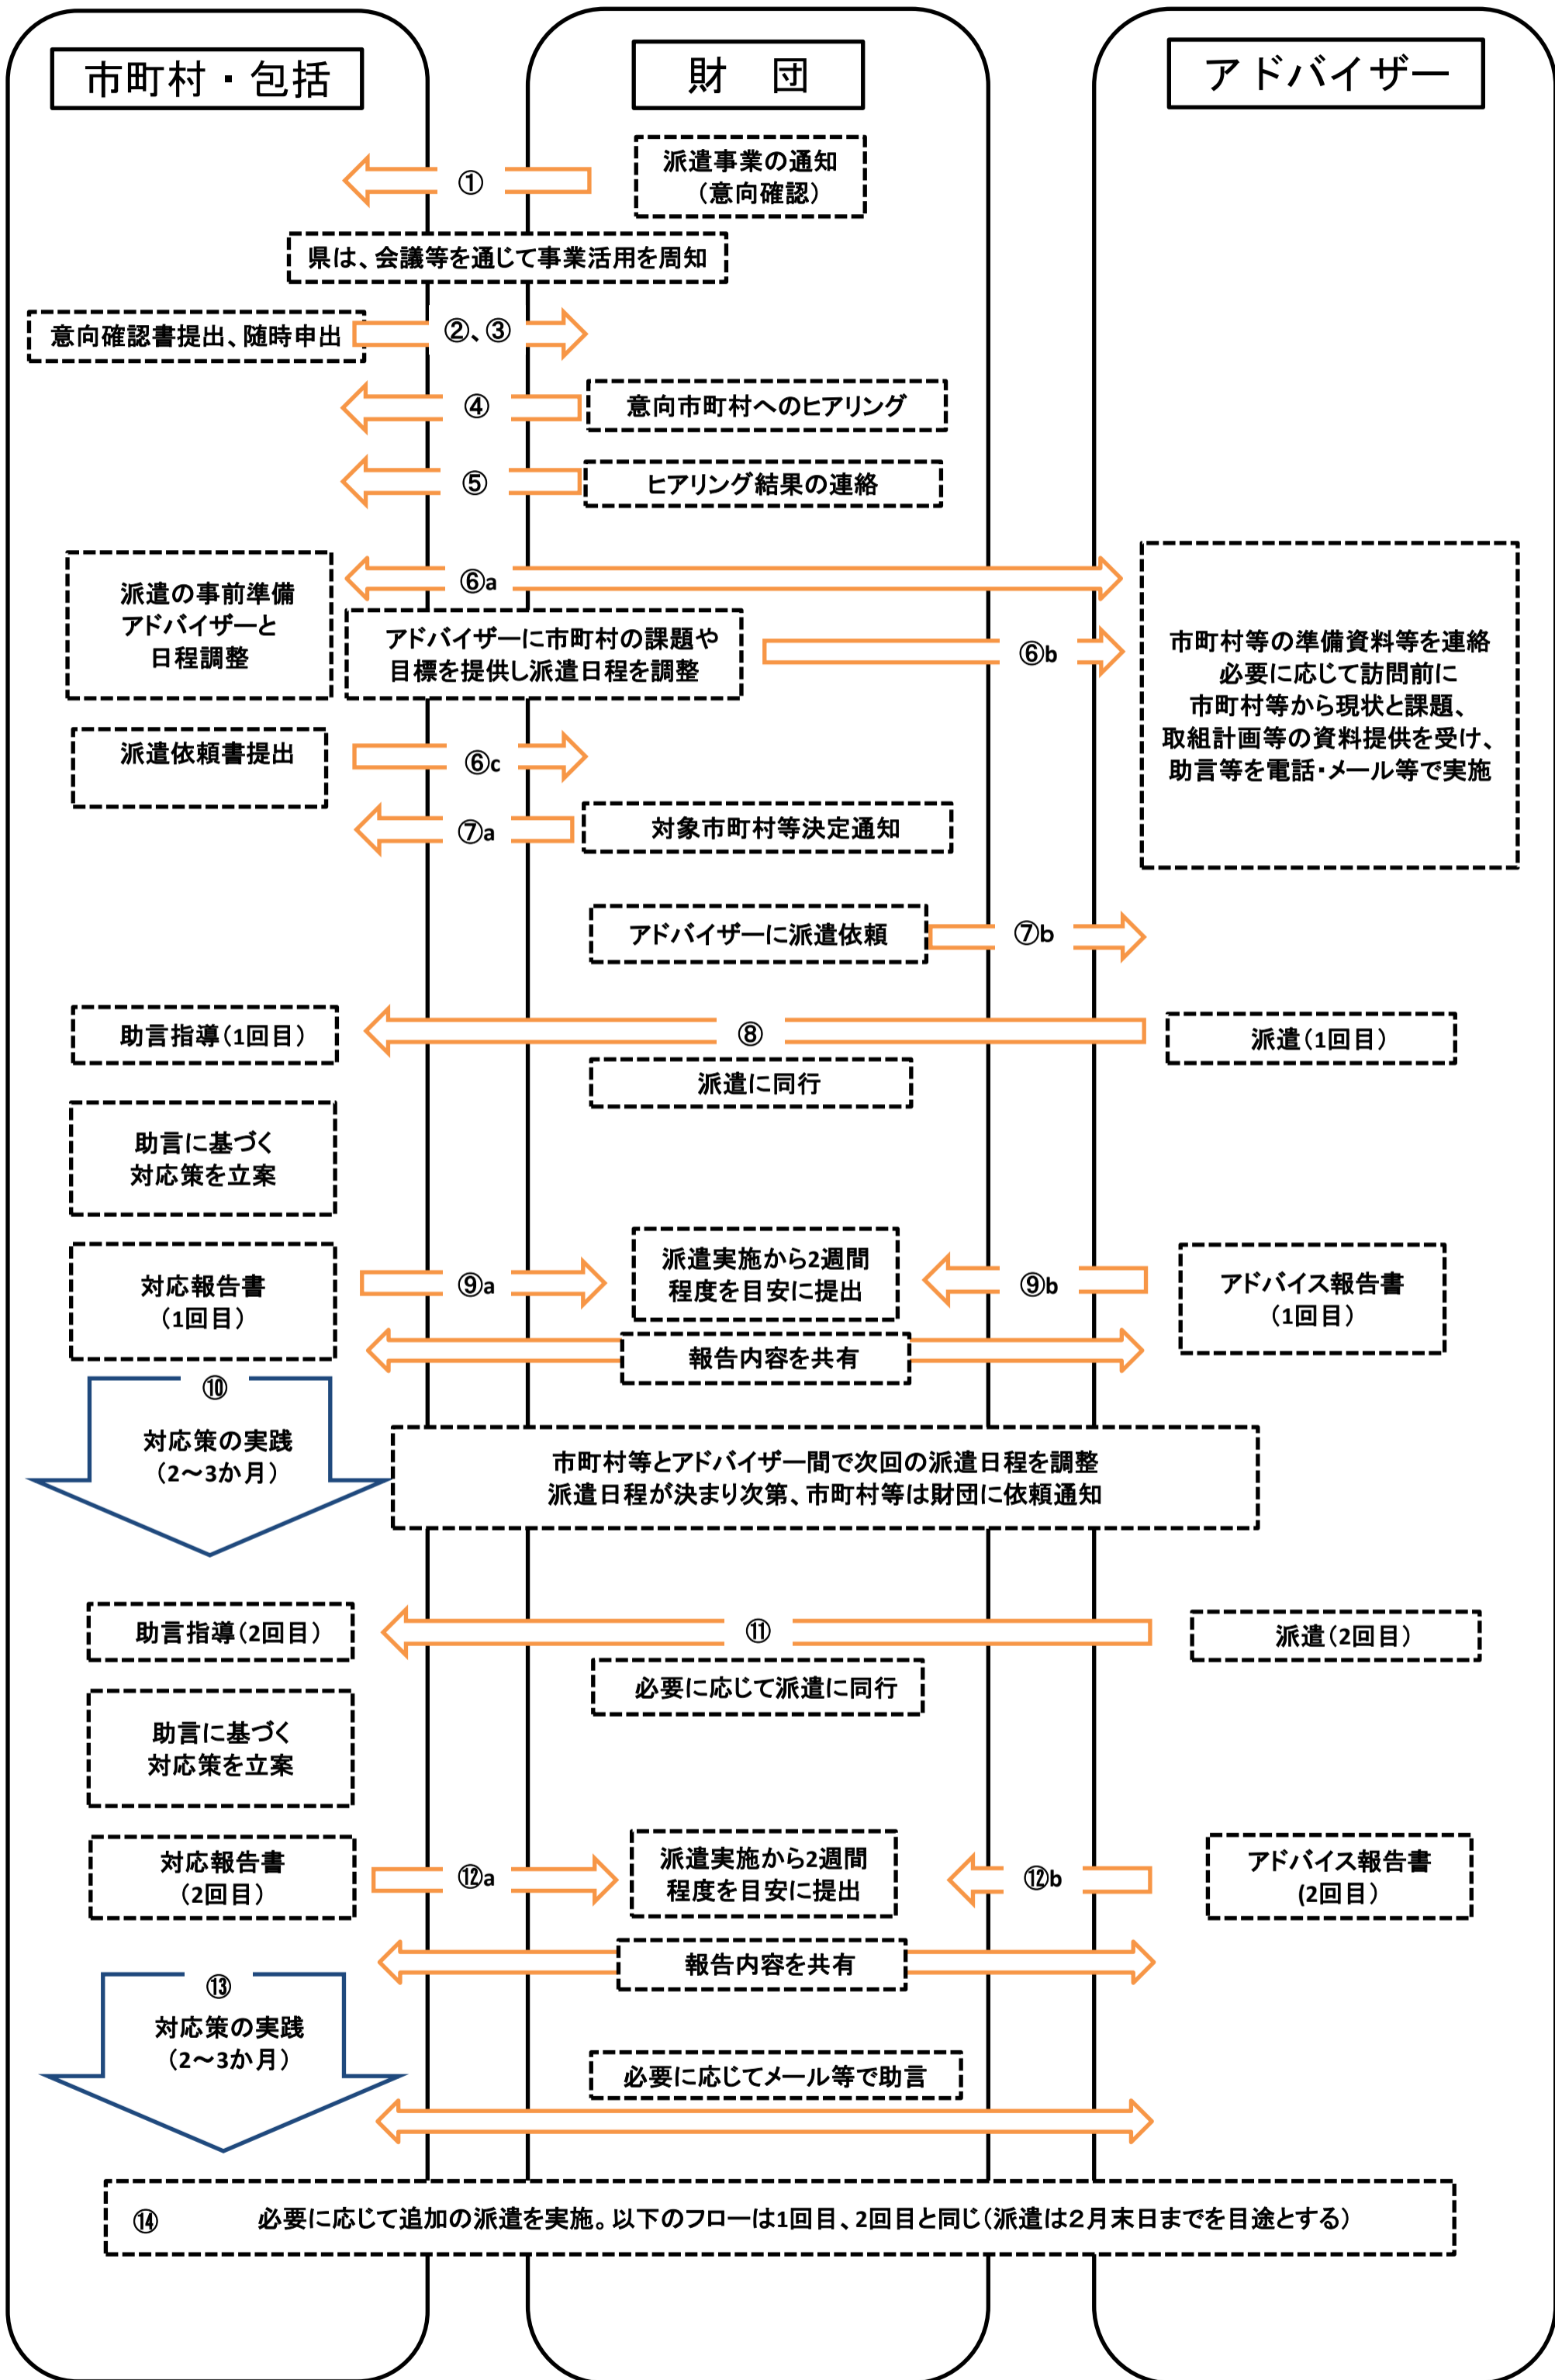 市町村・包括
財　団
アドバイザー
派遣事業の通知
（意向確認）
①
県は、会議等を通じて事業活用を周知
意向確認書提出、随時申出
②、③
④
意向市町村へのヒアリング
⑤
ヒアリング結果の連絡
派遣の事前準備
アドバイザーと
日程調整
⑥a
アドバイザーに市町村の課題や
目標を提供し派遣日程を調整
⑥b
市町村等の準備資料等を連絡
必要に応じて訪問前に
市町村等から現状と課題、
取組計画等の資料提供を受け、
助言等を電話・メール等で実施
派遣依頼書提出
⑥c
⑦a
対象市町村等決定通知
アドバイザーに派遣依頼
⑦b
助言指導（1回目）
⑧
派遣（1回目）
派遣に同行
助言に基づく
対応策を立案
対応報告書
（1回目）
⑨a
派遣実施から2週間
程度を目安に提出
⑨b
アドバイス報告書
（1回目）
報告内容を共有
⑩
対応策の実践
（2～3か月）
市町村等とアドバイザー間で次回の派遣日程を調整
派遣日程が決まり次第、市町村等は財団に依頼通知
助言指導（2回目）
⑪
派遣（2回目）
必要に応じて派遣に同行
助言に基づく
対応策を立案
対応報告書
（2回目）
⑫a
派遣実施から2週間
程度を目安に提出
⑫b
アドバイス報告書
(2回目）
報告内容を共有
⑬
対応策の実践
（2～3か月）
必要に応じてメール等で助言
⑭ 必要に応じて追加の派遣を実施。以下のフローは1回目、2回目と同じ（派遣は２月末日までを目途とする）